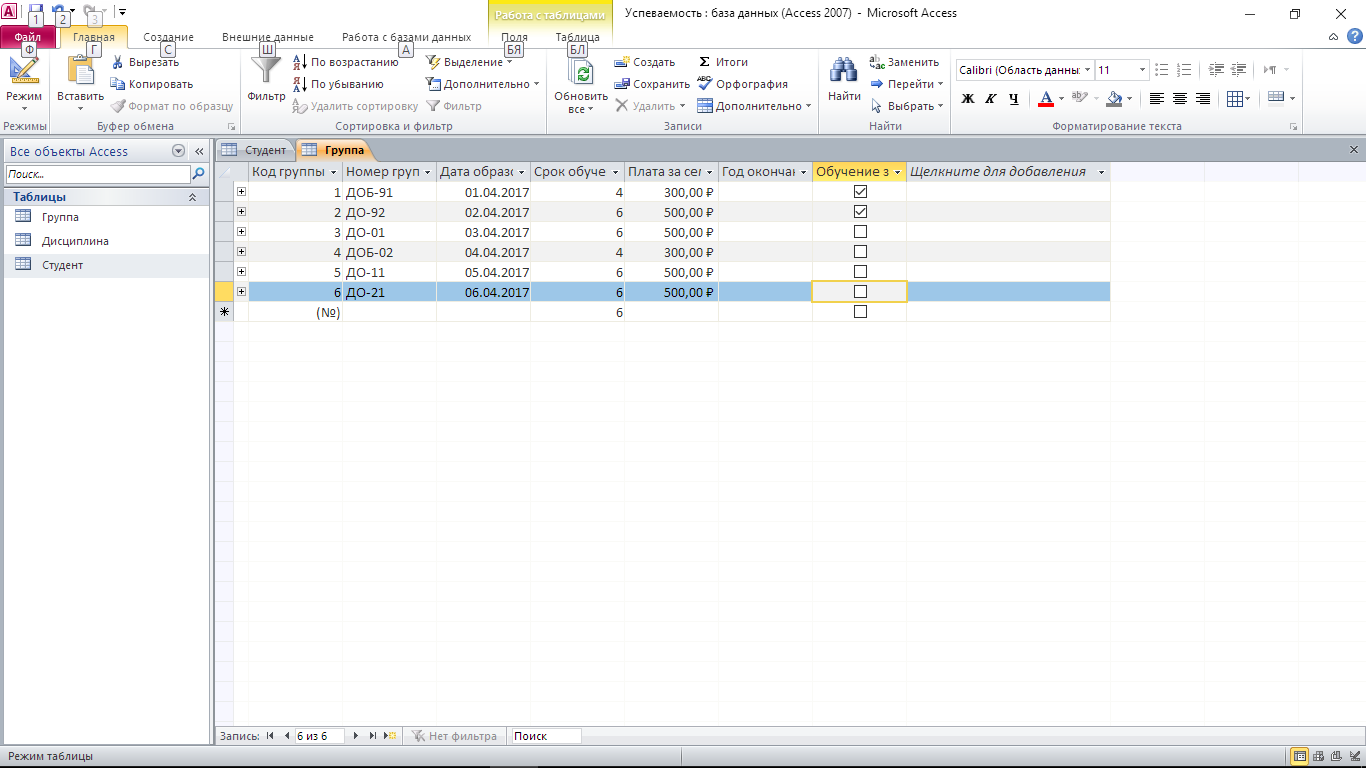 Работа с таблицами
Успеваемость : база данных (Access 2007) - Microsoft Access
1 2 3
Файл Главная Создание Внешние данные Работа с базами данных Поля Таблица
Ф Г С Ш А БЯ БЛ
Режим
Режимы
Вставить
Вырезать
Копировать
Формат по образцу
Буфер обмена
Фильтр
По возрастанию
По убыванию
Удалить сортировку
Выделение
Дополнительно
Фильтр
Сортировка и фильтр
Обновить
все
Создать
Сохранить
Удалить
Итоги
Орфография
Дополнительно
Записи
Найти
Заменить
Перейти
Выбрать
Найти
Calibri (Область данны 11
Ж К Ч
Форматирование текста
Все объекты Access
Поиск...
Таблицы
Группа
Дисциплина
Студент
Студент Группа
Код группы Номер груп Дата образо Срок обуче Плата за сег Год окончан Обучение з Щелкните для добавления
1 ДОБ-91 01.04.2017 4 300,00 ₽
2 ДО-92 02.04.2017 6 500,00 ₽
3 ДО-01 03.04.2017 6 500,00 ₽
4 ДОБ-02 04.04.2017 4 300,00 ₽
5 ДО-11 05.04.2017 6 500,00 ₽
6 ДО-21 06.04.2017 6 500,00 ₽
(№) 6
Запись: 6 из 6 Нет фильтра Поиск
Режим таблицы